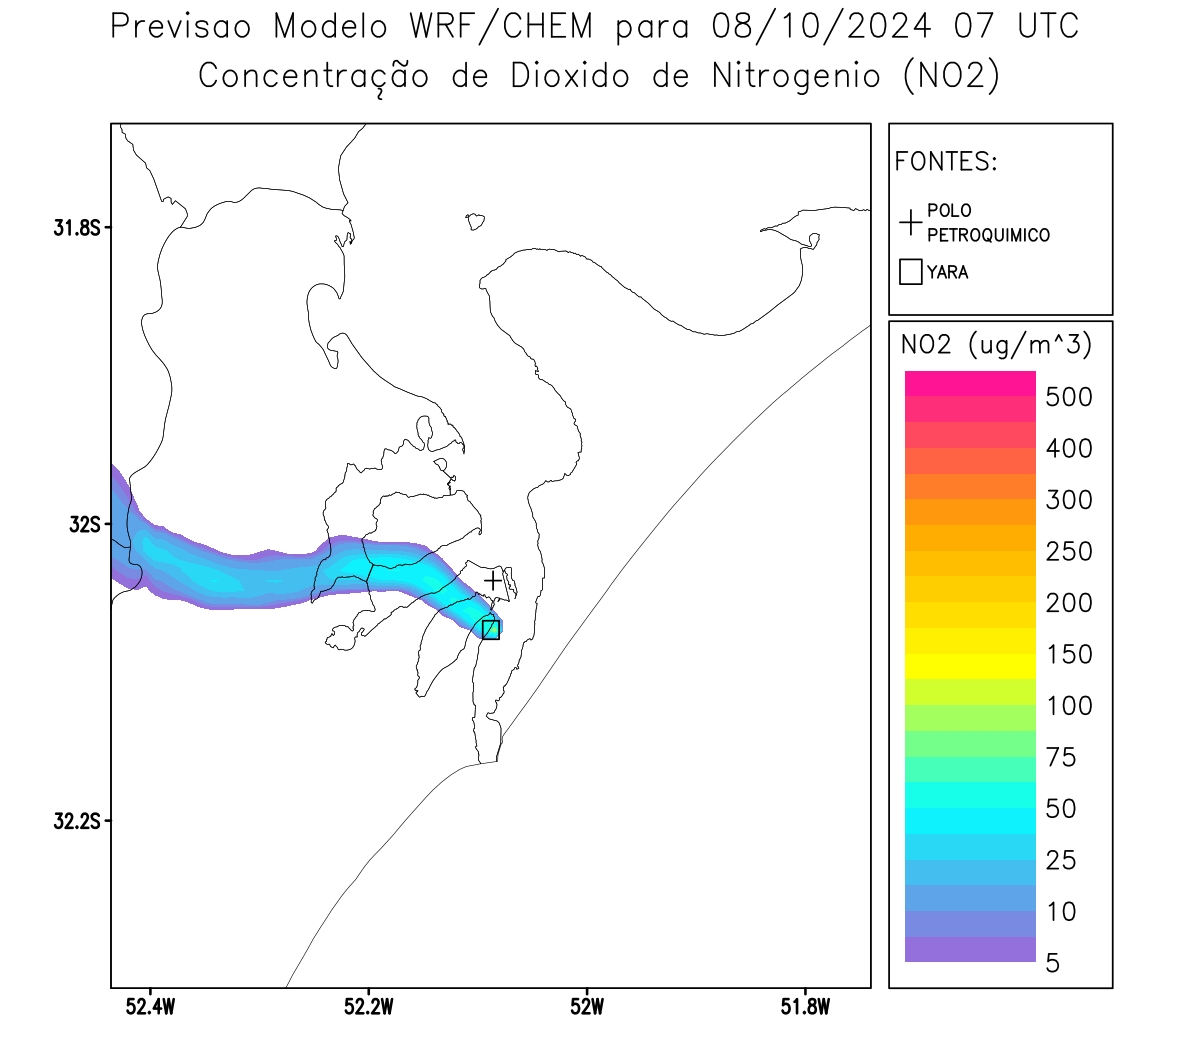 Previsao Modelo WRF/CHEM para 08/10/2024 07 UTC
Concentração de Dioxido de Nitrogenio (NO2)
FONTES:
POLO
PETROQUIMICO
YARA
NO2 (ug/m^3)
500
400
300
250
200
150
100
75
50
25
10
5
31.8S
32S
32.2S
52.4W
52.2W
52W
51.8W